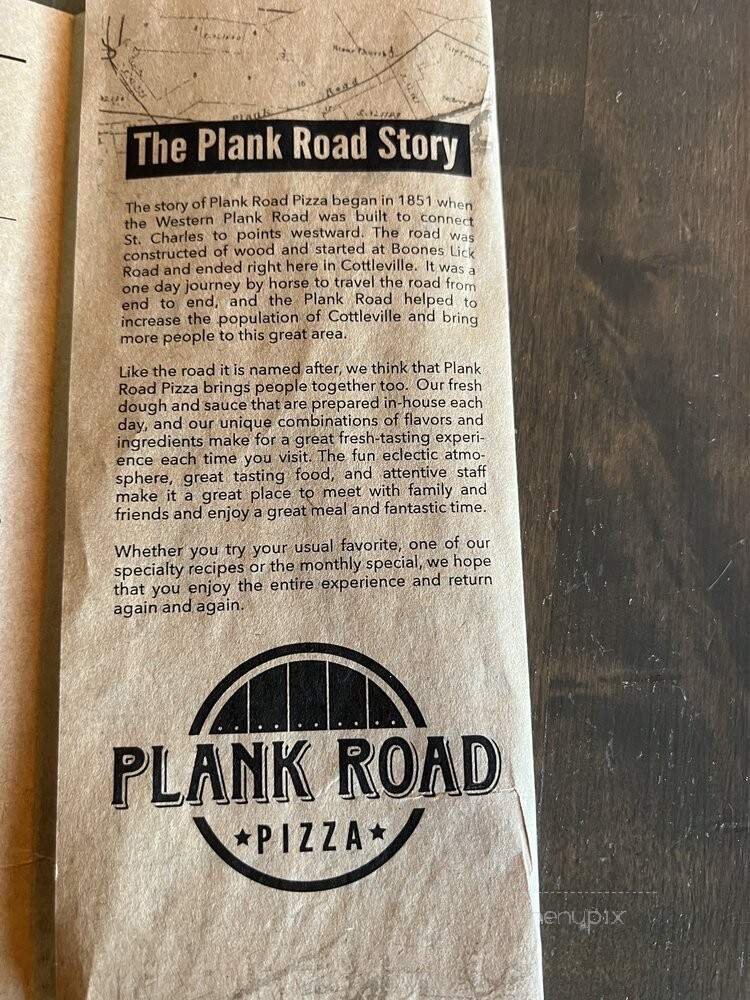 Road
Plank
The Plank Road Story
The story of Plank Road Pizza began in 1851 when
the Western Plank Road was built to connect
St. Charles to points westward. The road was
constructed of wood and started at Boones Lick
Road and ended right here in Cottleville. It was a
one day journey by horse to travel the road from
end to end, and the Plank Road helped to
increase the population of Cottleville and bring
more people to this great area.
Like the road it is named after, we think that Plank
Road Pizza brings people together too. Our fresh
dough and sauce that are prepared in-house each
day, and our unique combinations of flavors and
ingredients make for a great fresh-tasting experi-
ence each time you visit. The fun eclectic atmo-
sphere, great tasting food, and attentive staff
make it a great place to meet with family and
friends and enjoy a great meal and fantastic time.
Whether you try your usual favorite, one of our
specialty recipes or the monthly special, we hope
that you enjoy the entire experience and return
again and again.
PLANK ROAD
★PIZZA★
menupix